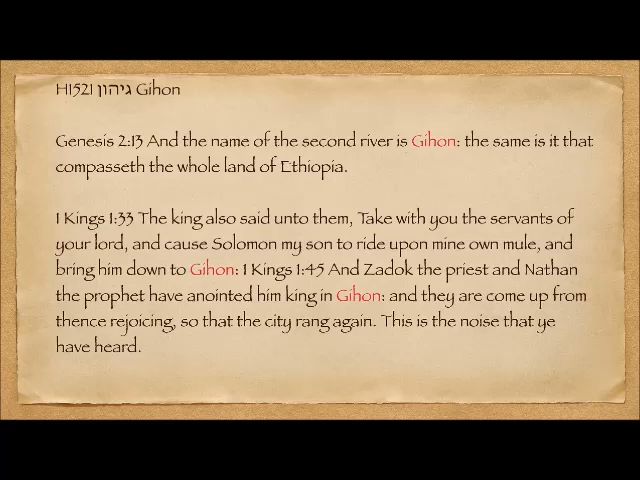 H1521 גיהון Gihon
Genesis 2:13 And the name of the second river is Gihon: the same is it that
compasseth the whole land of Ethiopia.
1 Kings 1:33 The king also said unto them, Take with you the servants of
your lord, and cause Solomon my son to ride upon mine own mule, and
bring him down to Gihon: 1 Kings 1:45 And Zadok the priest and Nathan
the prophet have anointed him king in Gihon: and they are come up from
thence rejoicing, so that the city rang again. This is the noise that ye
have heard.